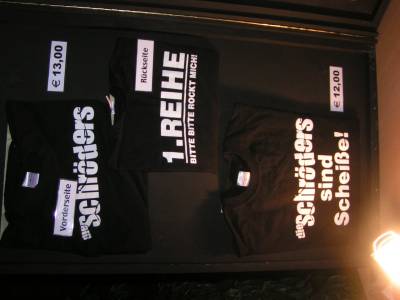 € 13,00
die schröders
Vorderseite
Rückseite
1.REIHE
BITTE BITTE ROCKT MICH!
€ 12,00
die schröders
sind
Scheiße!